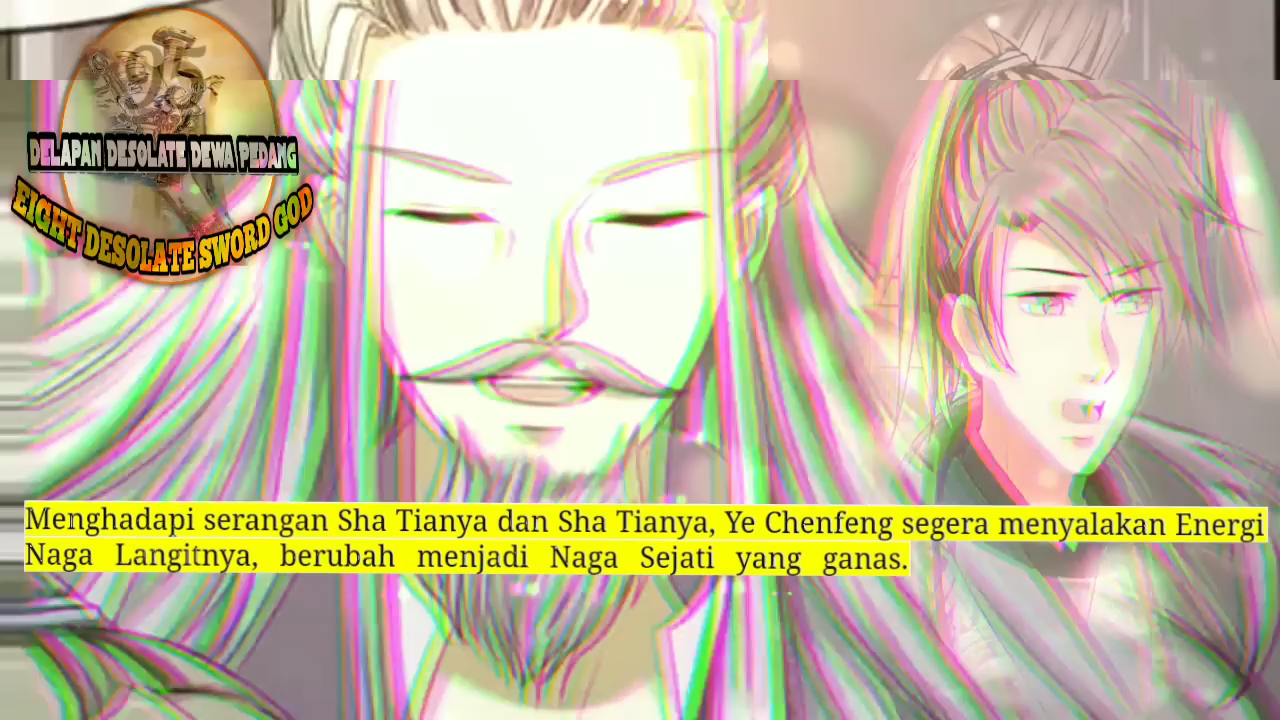 95
DELAPAN DESOLATE DEWA PEDANG
EIGHT DESOLATE SWORD GOD
Menghadapi serangan Sha Tianya dan Sha Tianya, Ye Chenfeng segera menyalakan Energi
Naga Langitnya, berubah menjadi Naga Sejati yang ganas.